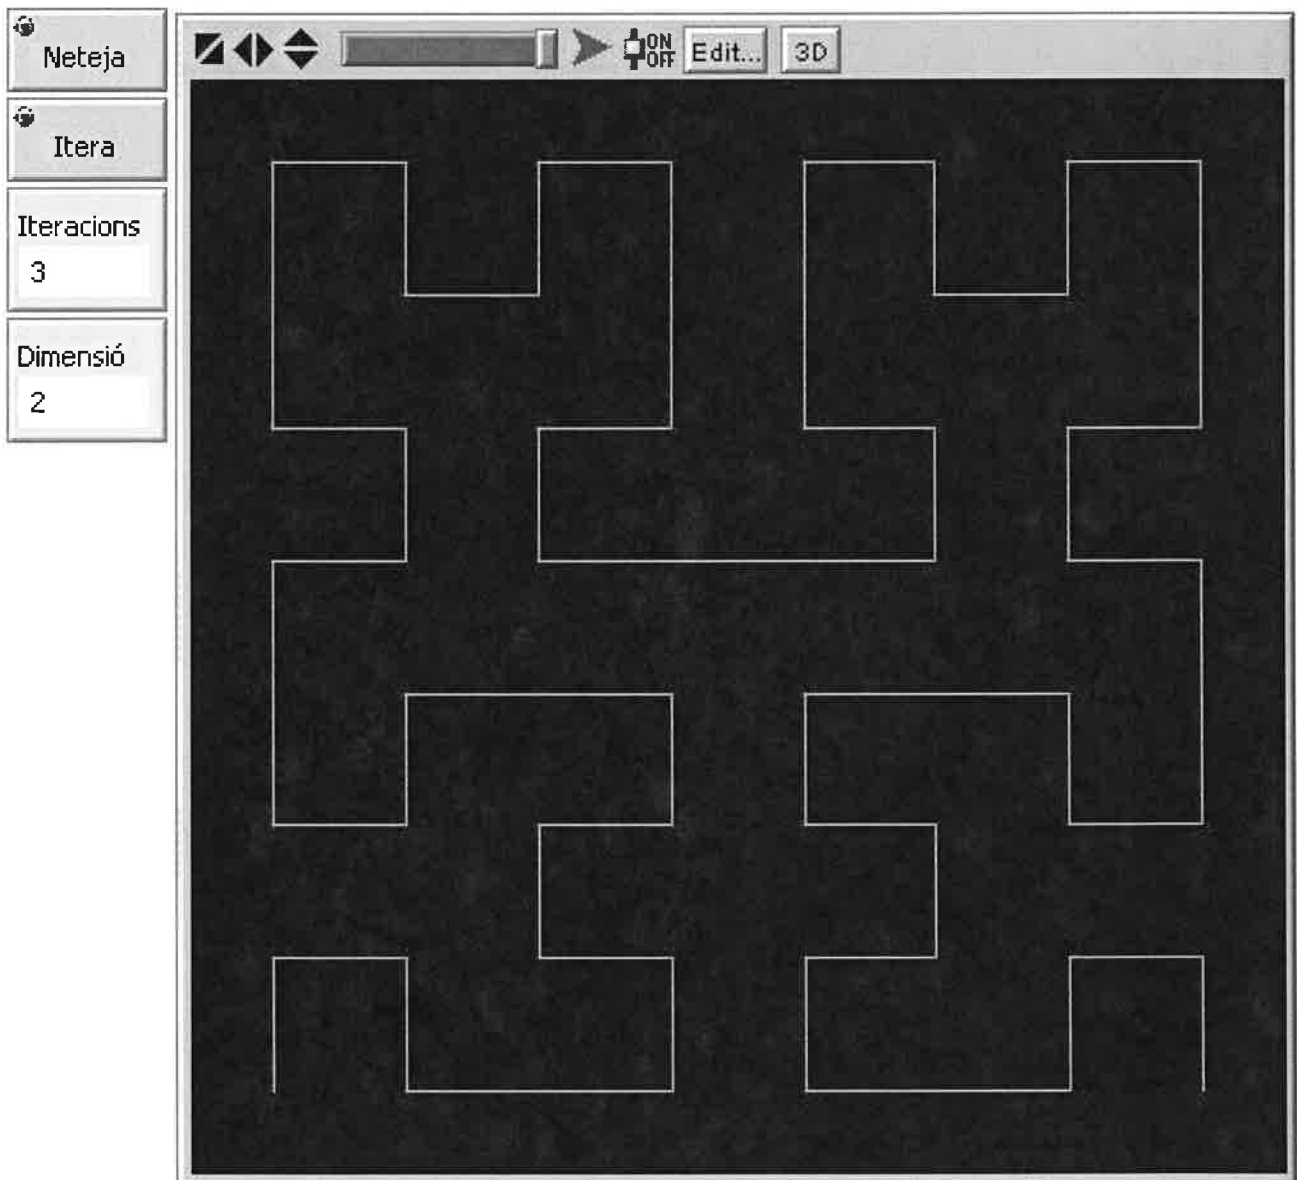 Neteja
Itera
Iteracions
3
Dimensió
2
ON
OFF
Edit...
3D